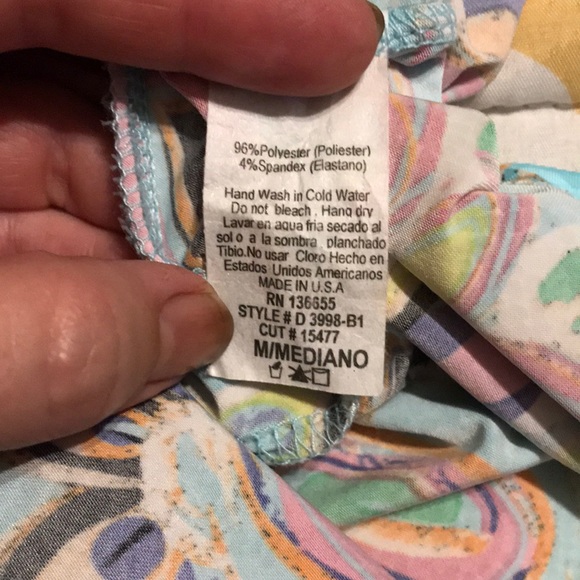 96%Polyester (Poliester)
4%Spandex (Elastano)
Hand Wash in Cold Water
Do not bleach . Hang dry
Lavar en agua fria secado al
sol o a la sombra planchado
Tibio.No usar Cloro Hecho en
Estados Unidos Americanos
MADE IN U.S.A
RN 136655
STYLE # D 3998-B1
CUT # 15477
M/MEDIANO